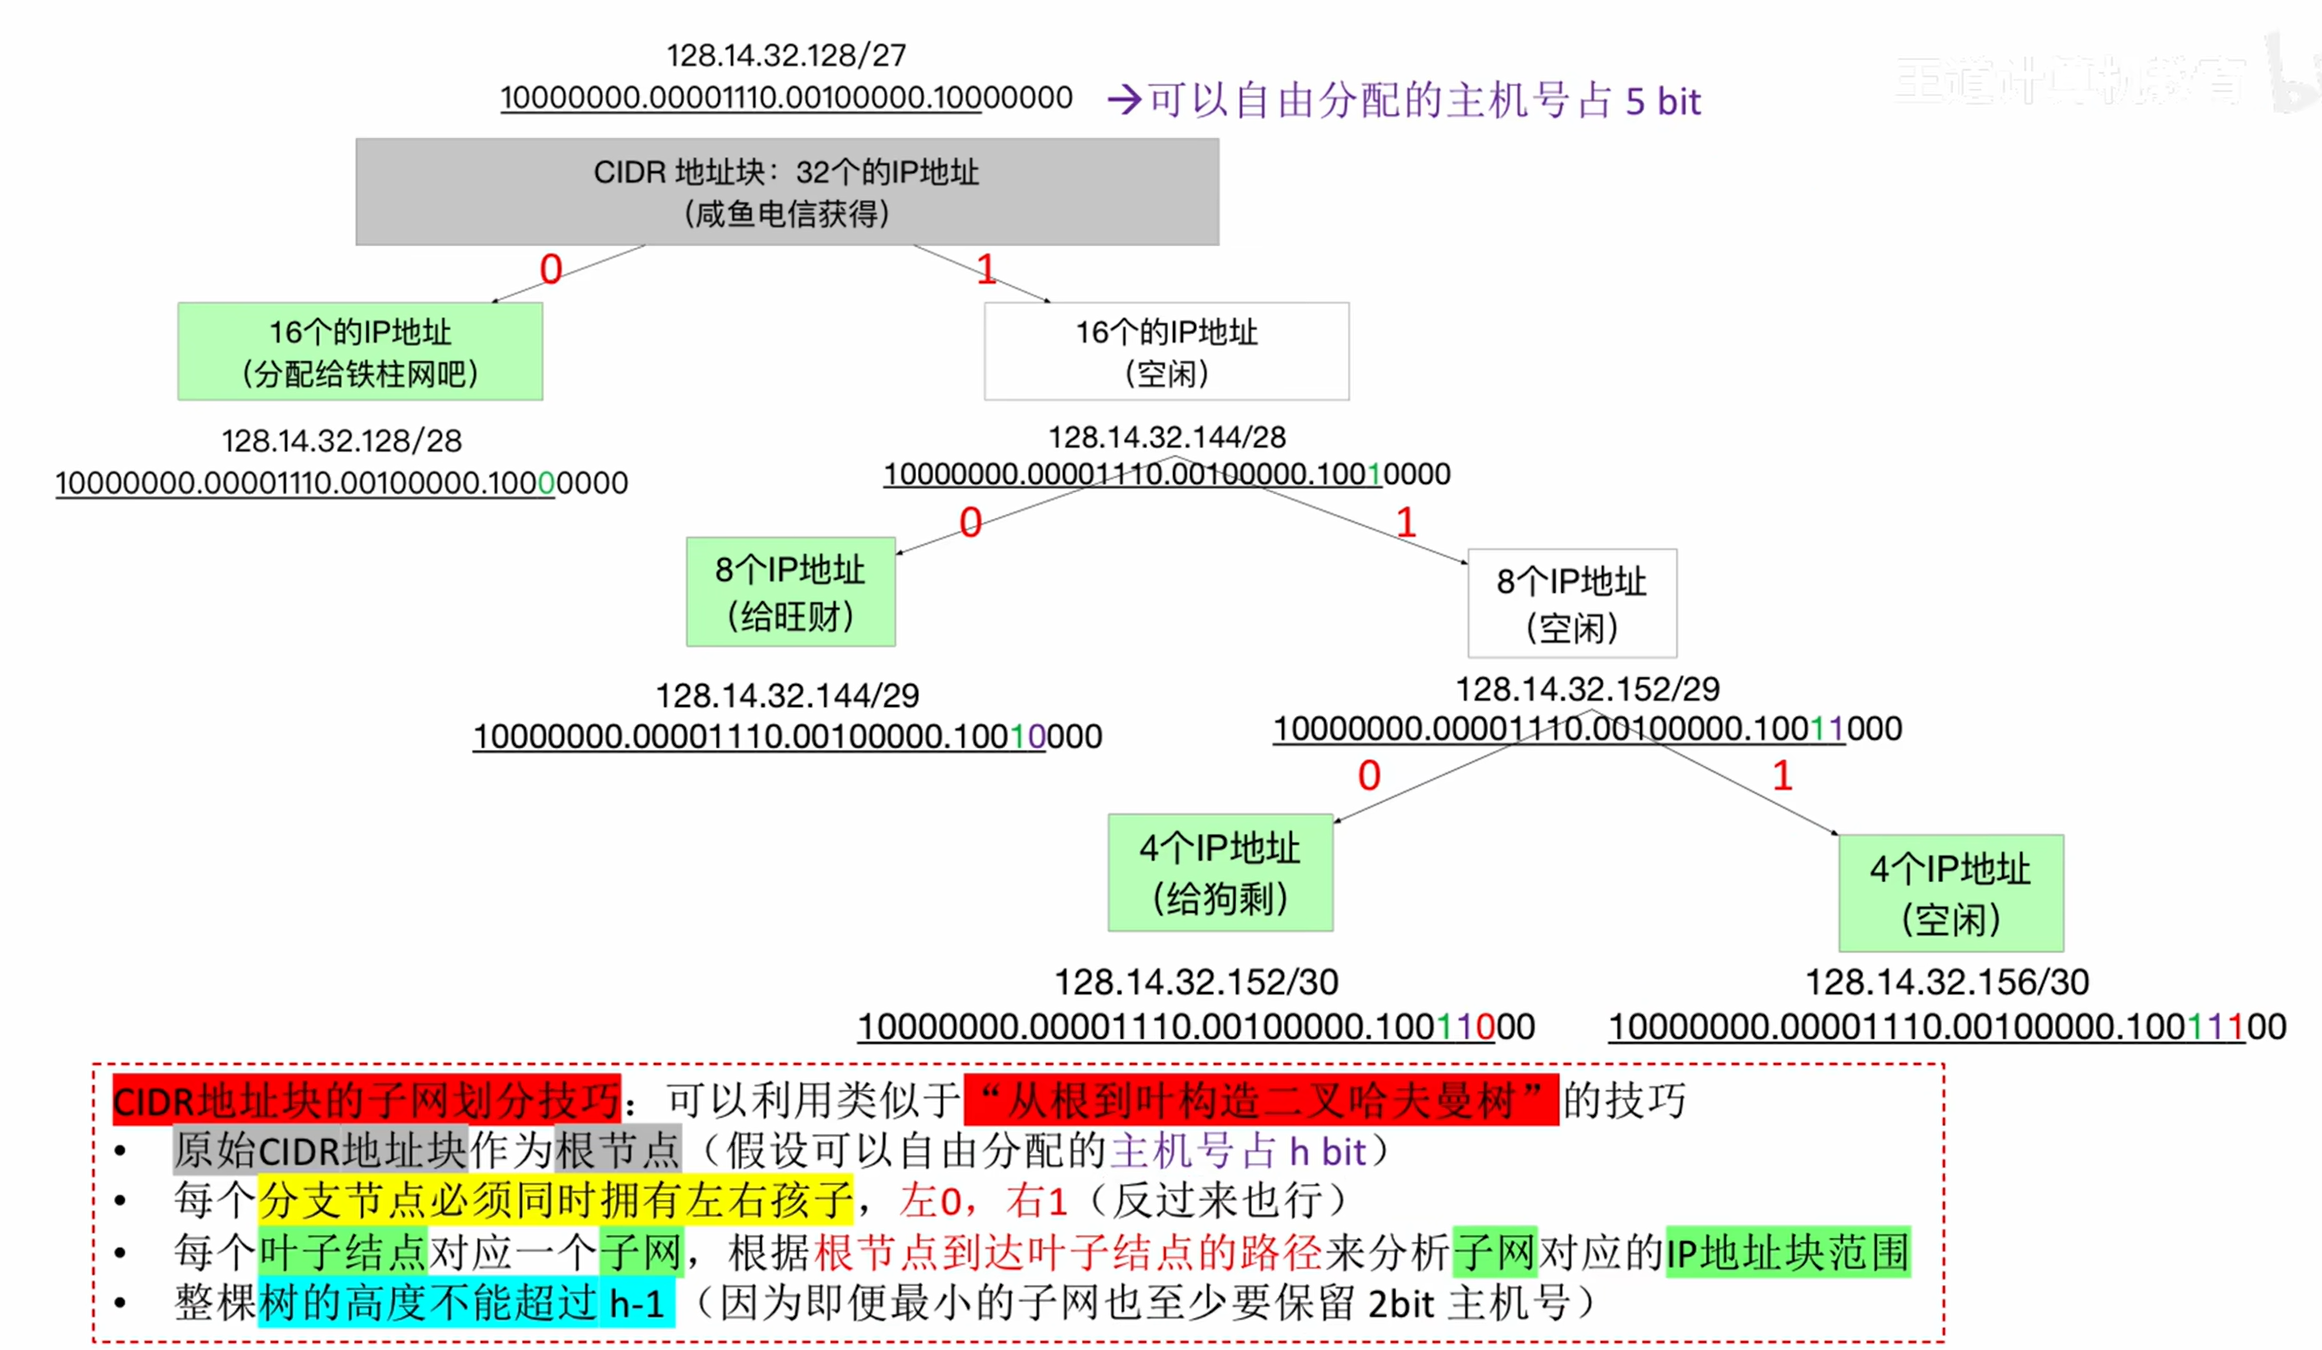 128.14.32.128/27
10000000.00001110.00100000.10000000
→可以自由分配的主机号占 5 bit
王道计算机教育
CIDR 地址块：32个的IP地址
（咸鱼电信获得）
0
1
16个的IP地址
（分配给铁柱网吧）
16个的IP地址
（空闲）
128.14.32.128/28
10000000.00001110.00100000.10000000
128.14.32.144/28
10000000.00001110.00100000.10010000
0
1
8个IP地址
（给旺财）
8个IP地址
（空闲）
128.14.32.144/29
10000000.00001110.00100000.10010000
128.14.32.152/29
10000000.00001110.00100000.10011000
0
1
4个IP地址
（给狗剩）
4个IP地址
（空闲）
128.14.32.152/30
10000000.00001110.00100000.10011000
128.14.32.156/30
10000000.00001110.00100000.10011100
CIDR地址块的子网划分技巧：可以利用类似于“从根到叶构造二叉哈夫曼树”的技巧
• 原始CIDR地址块作为根节点（假设可以自由分配的主机号占 h bit）
• 每个分支节点必须同时拥有左右孩子，左0，右1（反过来也行）
• 每个叶子结点对应一个子网，根据根节点到达叶子结点的路径来分析子网对应的IP地址块范围
• 整棵树的高度不能超过 h-1（因为即便最小的子网也至少要保留 2bit 主机号）